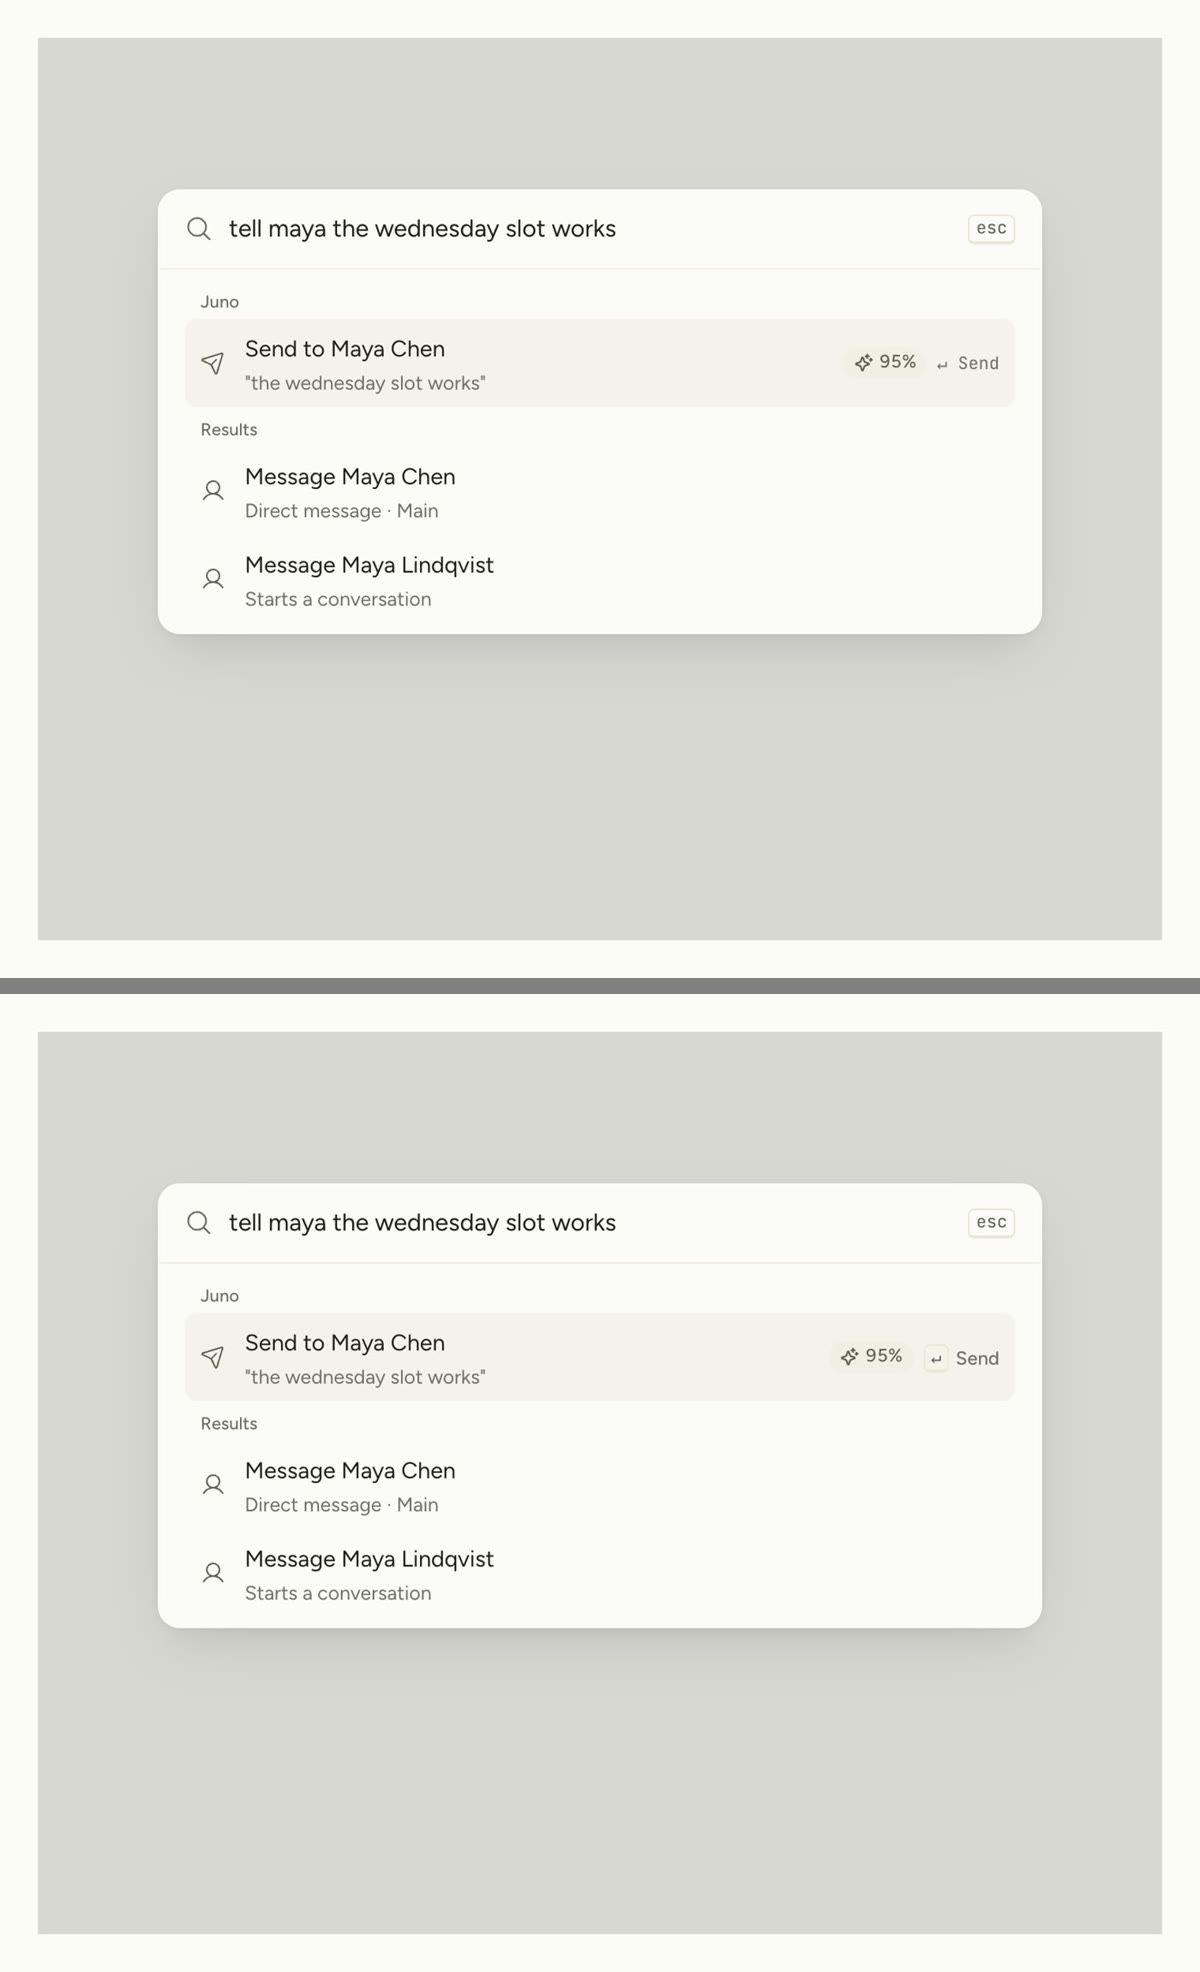 tell maya the wednesday slot works esc
Juno
Send to Maya Chen
"the wednesday slot works"
95% ↵ Send
Results
Message Maya Chen
Direct message · Main
Message Maya Lindqvist
Starts a conversation
tell maya the wednesday slot works esc
Juno
Send to Maya Chen
"the wednesday slot works"
95% ↵ Send
Results
Message Maya Chen
Direct message · Main
Message Maya Lindqvist
Starts a conversation